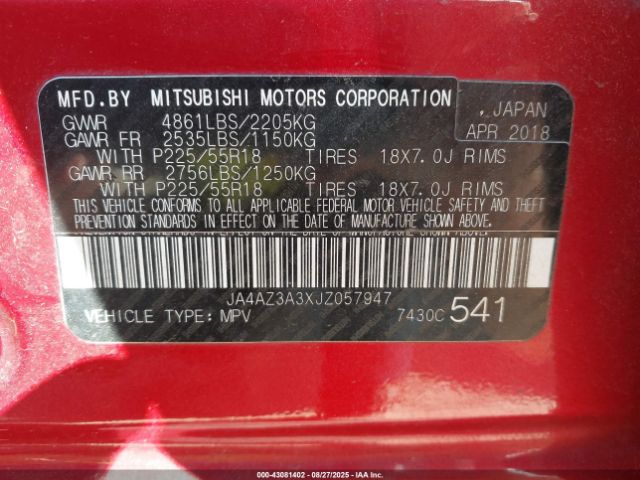 MFD.BY MITSUBISHI MOTORS CORPORATION , JAPAN
GVWR 4861LBS/2205KG APR 2018
GAWR FR 2535LBS/1150KG
WITH P225/55R18 TIRES 18X7.0J RIMS
GAWR RR 2756LBS/1250KG
WITH P225/55R18 TIRES 18X7.0J RIMS
THIS VEHICLE CONFORMS TO ALL APPLICABLE FEDERAL MOTOR VEHICLE SAFETY AND THEFT
PREVENTION STANDARDS IN EFFECT ON THE DATE OF MANUFACTURE SHOWN ABOVE.
JA4AZ3A3XJZ057947
VEHICLE TYPE: MPV 7430C 541
000-43081402 - 08/27/2025 - IAAI.COM